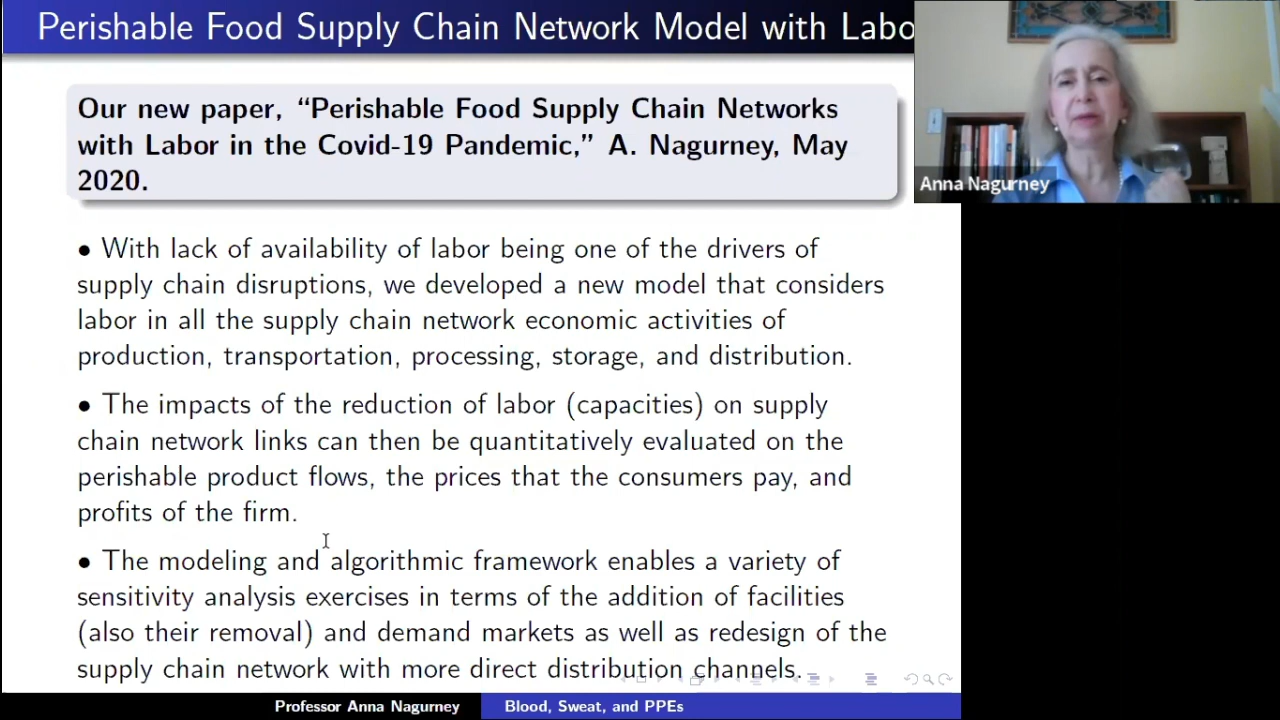 Perishable Food Supply Chain Network Model with Labo
Anna Nagurney
Our new paper, “Perishable Food Supply Chain Networks
with Labor in the Covid-19 Pandemic,” A. Nagurney, May
2020.
• With lack of availability of labor being one of the drivers of
supply chain disruptions, we developed a new model that considers
labor in all the supply chain network economic activities of
production, transportation, processing, storage, and distribution.
• The impacts of the reduction of labor (capacities) on supply
chain network links can then be quantitatively evaluated on the
perishable product flows, the prices that the consumers pay, and
profits of the firm.
• The modeling and algorithmic framework enables a variety of
sensitivity analysis exercises in terms of the addition of facilities
(also their removal) and demand markets as well as redesign of the
supply chain network with more direct distribution channels.
Professor Anna Nagurney
Blood, Sweat, and PPEs